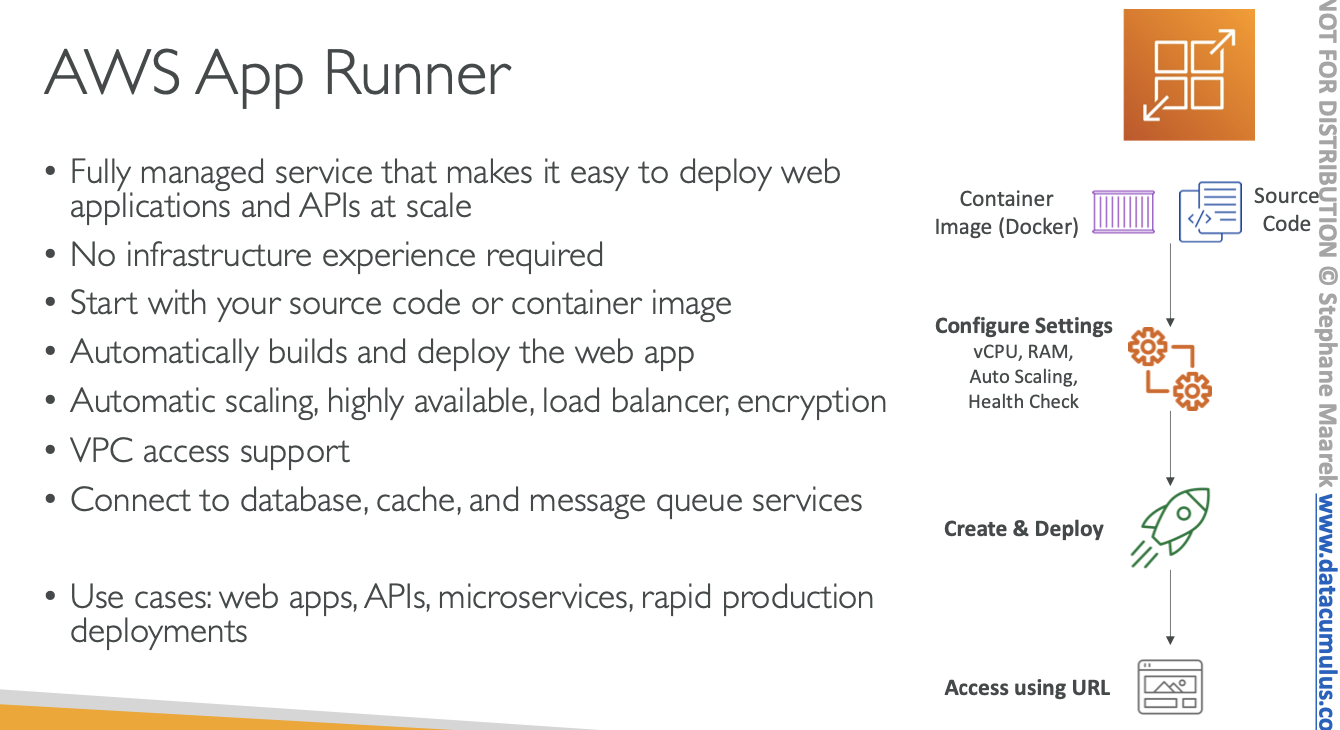 AWS App Runner
• Fully managed service that makes it easy to deploy web
applications and APIs at scale
• No infrastructure experience required
• Start with your source code or container image
• Automatically builds and deploy the web app
• Automatic scaling, highly available, load balancer, encryption
• VPC access support
• Connect to database, cache, and message queue services
• Use cases: web apps, APIs, microservices, rapid production
deployments
Container
Image (Docker)
Source
Code
Configure Settings
vCPU, RAM,
Auto Scaling,
Health Check
Create & Deploy
Access using URL
NOT FOR DISTRIBUTION © Stephane Maarek www.datacumulus.co